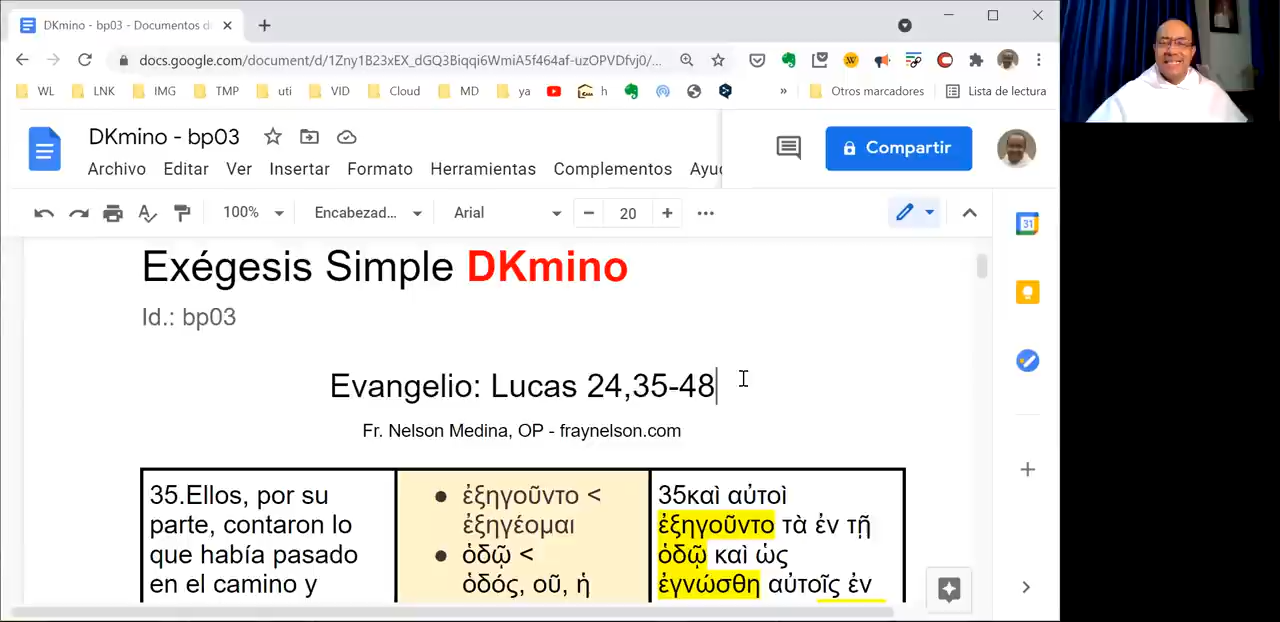 DKmino - bp03 - Documentos d
docs.google.com/document/d/1Zny1B23xEX_dGQ3Biqqi6WmiA5f464af-uzOPVDfvj0/...
WL LNK IMG TMP uti VID Cloud MD ya h » Otros marcadores Lista de lectura
DKmino - bp03
Archivo Editar Ver Insertar Formato Herramientas Complementos Ayu
Compartir
100% Encabezad... Arial 20
31
Exégesis Simple DKmino
Id.: bp03
Evangelio: Lucas 24,35-48
Fr. Nelson Medina, OP - fraynelson.com
35.Ellos, por su
parte, contaron lo
que había pasado
en el camino y
ἐξηγοῦντο <
ἐξηγέομαι
ὁδῷ <
ὁδός, οῦ, ἡ
35καὶ αὐτοὶ
ἐξηγοῦντο τὰ ἐν τῇ
ὁδῷ καὶ ὡς
ἐγνώσθη αὐτοῖς ἐν